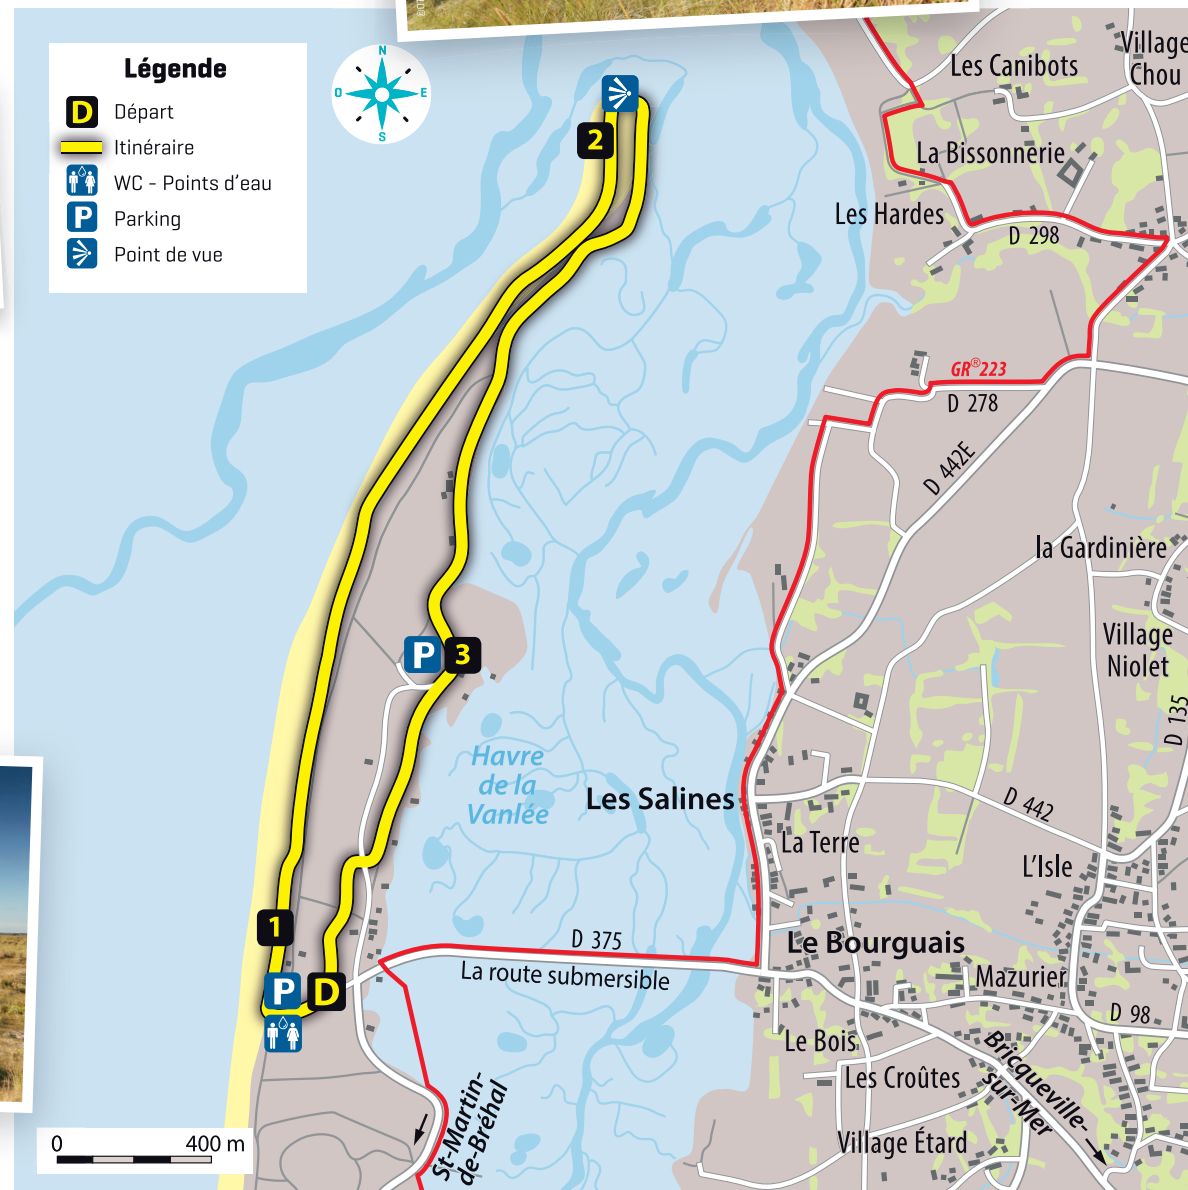 Légende
D Départ
Itinéraire
WC - Points d'eau
P Parking
Point de vue
N
O
E
S
2
Les Canibots
Village
Chou
La Bissonnerie
Les Hardes
D 298
GR®223
D 278
D 442E
la Gardinière
Village
Niolet
D 135
P 3
Havre
de la
Vanlée
Les Salines
La Terre
D 442
L'Isle
1
P D
D 375
La route submersible
Le Bourguais
Mazurier
D 98
Le Bois
Les Croûtes
Village Étard
Bricqueville-
sur-Mer
St-Martin-
de-Bréhal
0 400 m